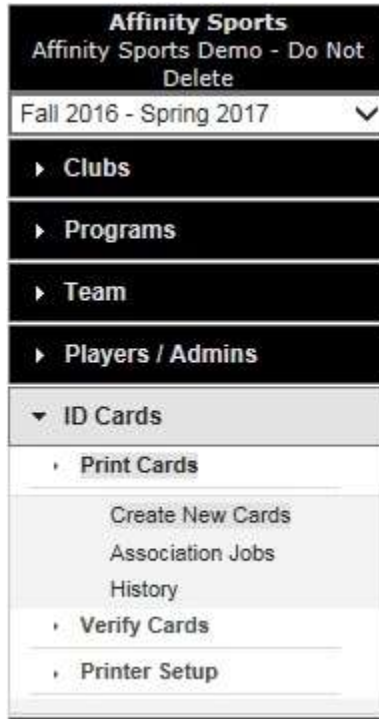 Affinity Sports
Affinity Sports Demo - Do Not
Delete
Fall 2016 - Spring 2017
Clubs
Programs
Team
Players / Admins
ID Cards
Print Cards
Create New Cards
Association Jobs
History
Verify Cards
Printer Setup